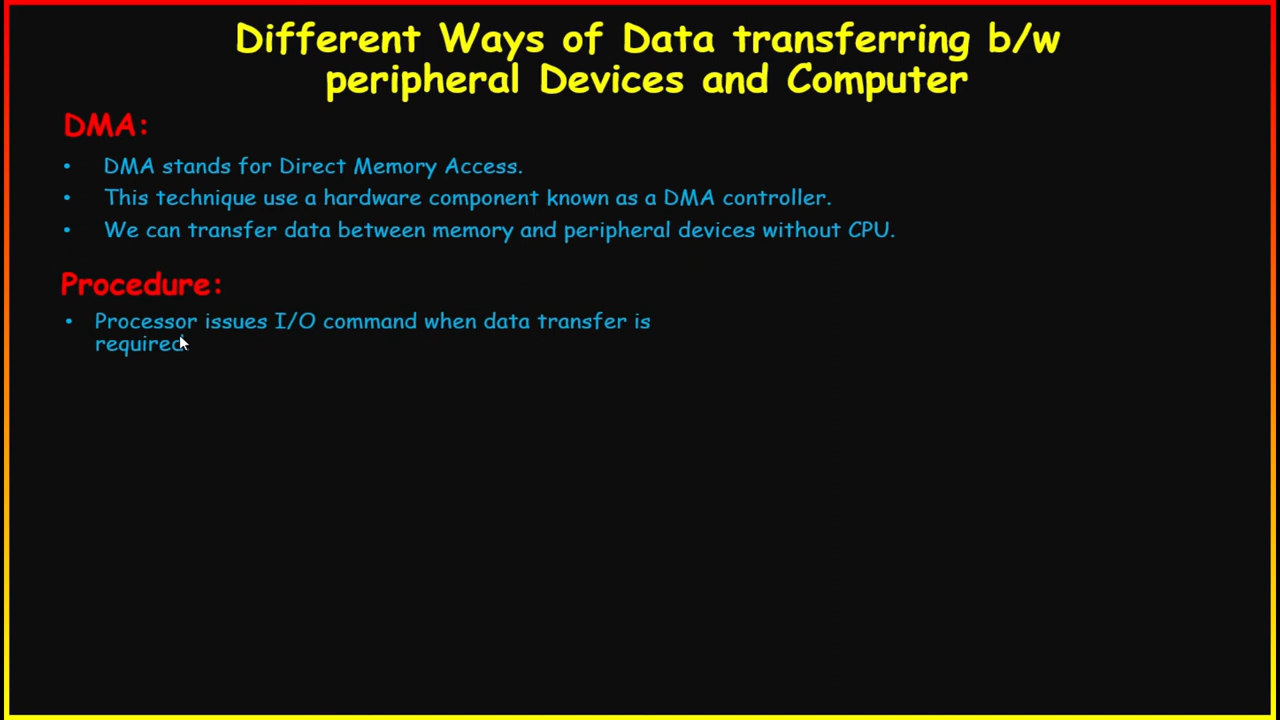 Different Ways of Data transferring b/w
peripheral Devices and Computer
DMA:
• DMA stands for Direct Memory Access.
• This technique use a hardware component known as a DMA controller.
• We can transfer data between memory and peripheral devices without CPU.
Procedure:
• Processor issues I/O command when data transfer is
required.